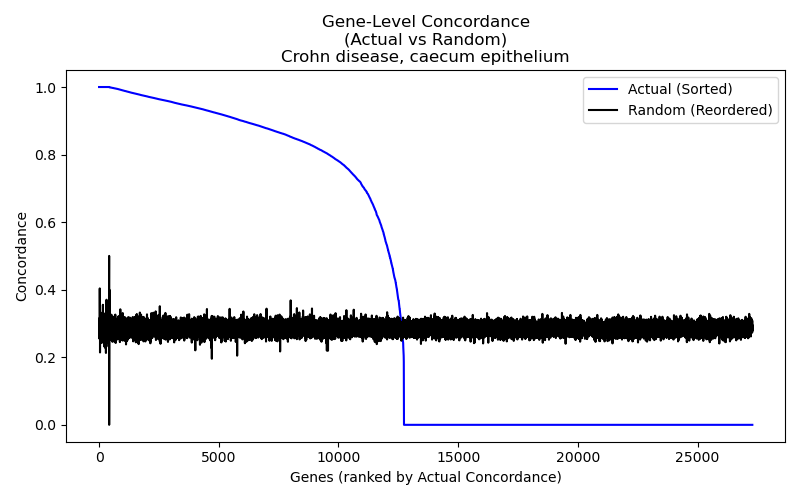 Gene-Level Concordance
(Actual vs Random)
Crohn disease, caecum epithelium
Actual (Sorted)
Random (Reordered)
Concordance
1.0
0.8
0.6
0.4
0.2
0.0
0 5000 10000 15000 20000 25000
Genes (ranked by Actual Concordance)